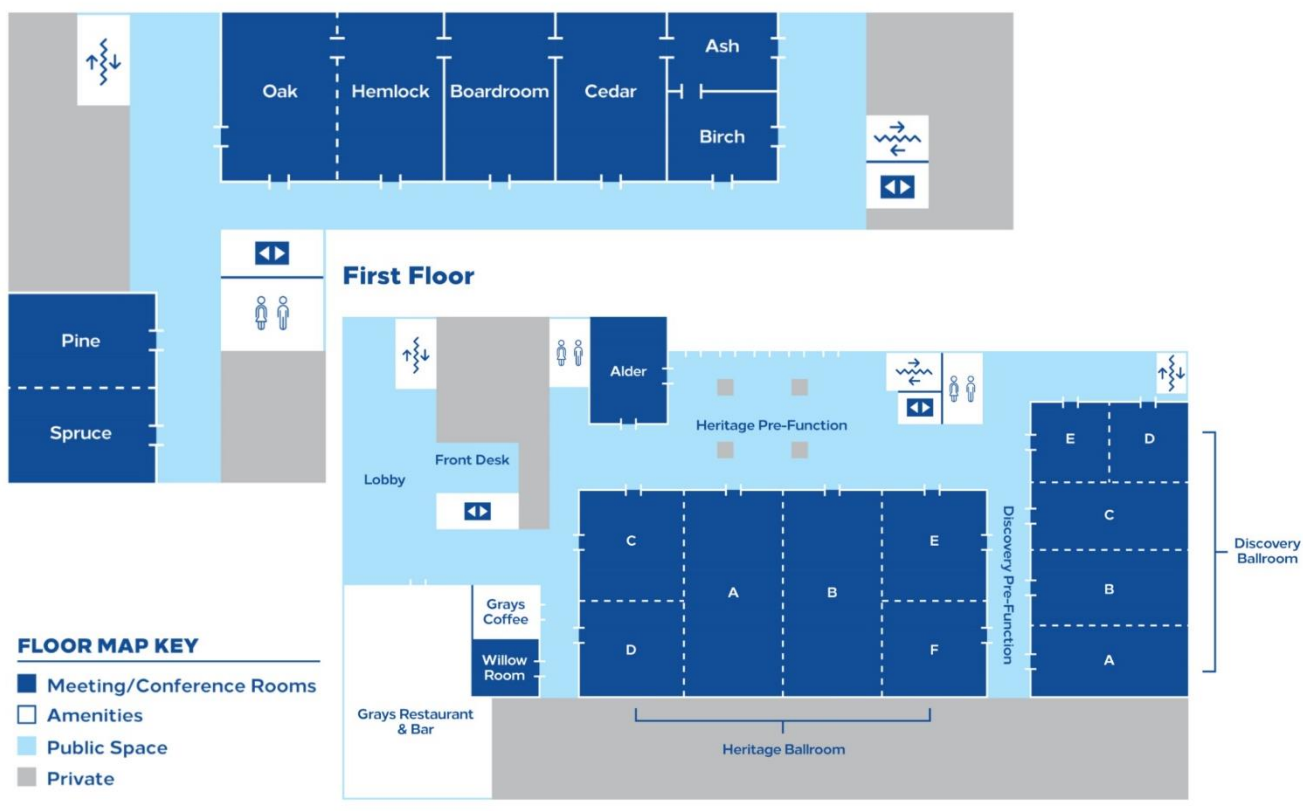 Oak
Hemlock
Boardroom
Cedar
Ash
Birch
Pine
Spruce
First Floor
Alder
Heritage Pre-Function
Front Desk
Lobby
E
D
C
B
A
Discovery
Ballroom
Discovery Pre-Function
C
A
B
E
D
F
Grays
Coffee
Willow
Room
Grays Restaurant
& Bar
Heritage Ballroom
FLOOR MAP KEY
Meeting/Conference Rooms
Amenities
Public Space
Private